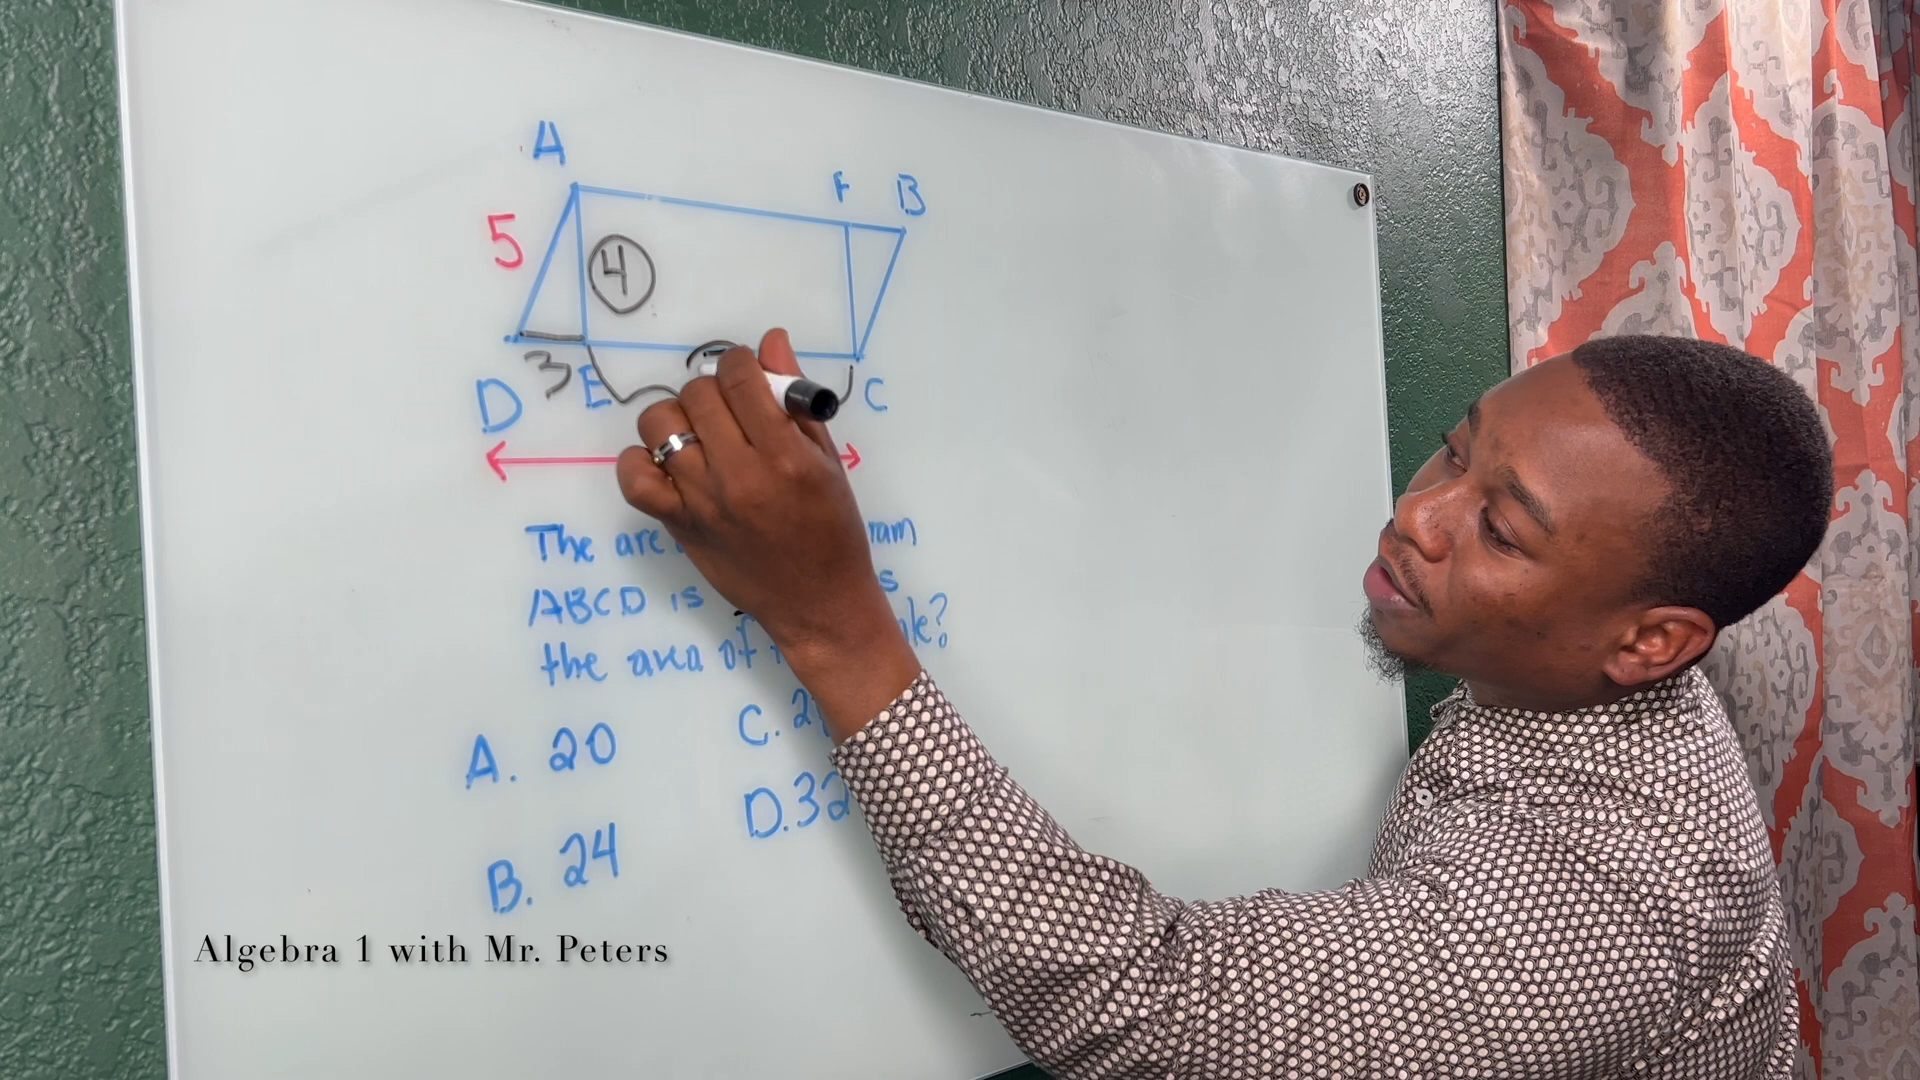 A
F B
5
4
3
D E C
The are ram
ABCD is s
the area of
A. 20
C. 2
D. 32
B. 24
Algebra 1 with Mr. Peters